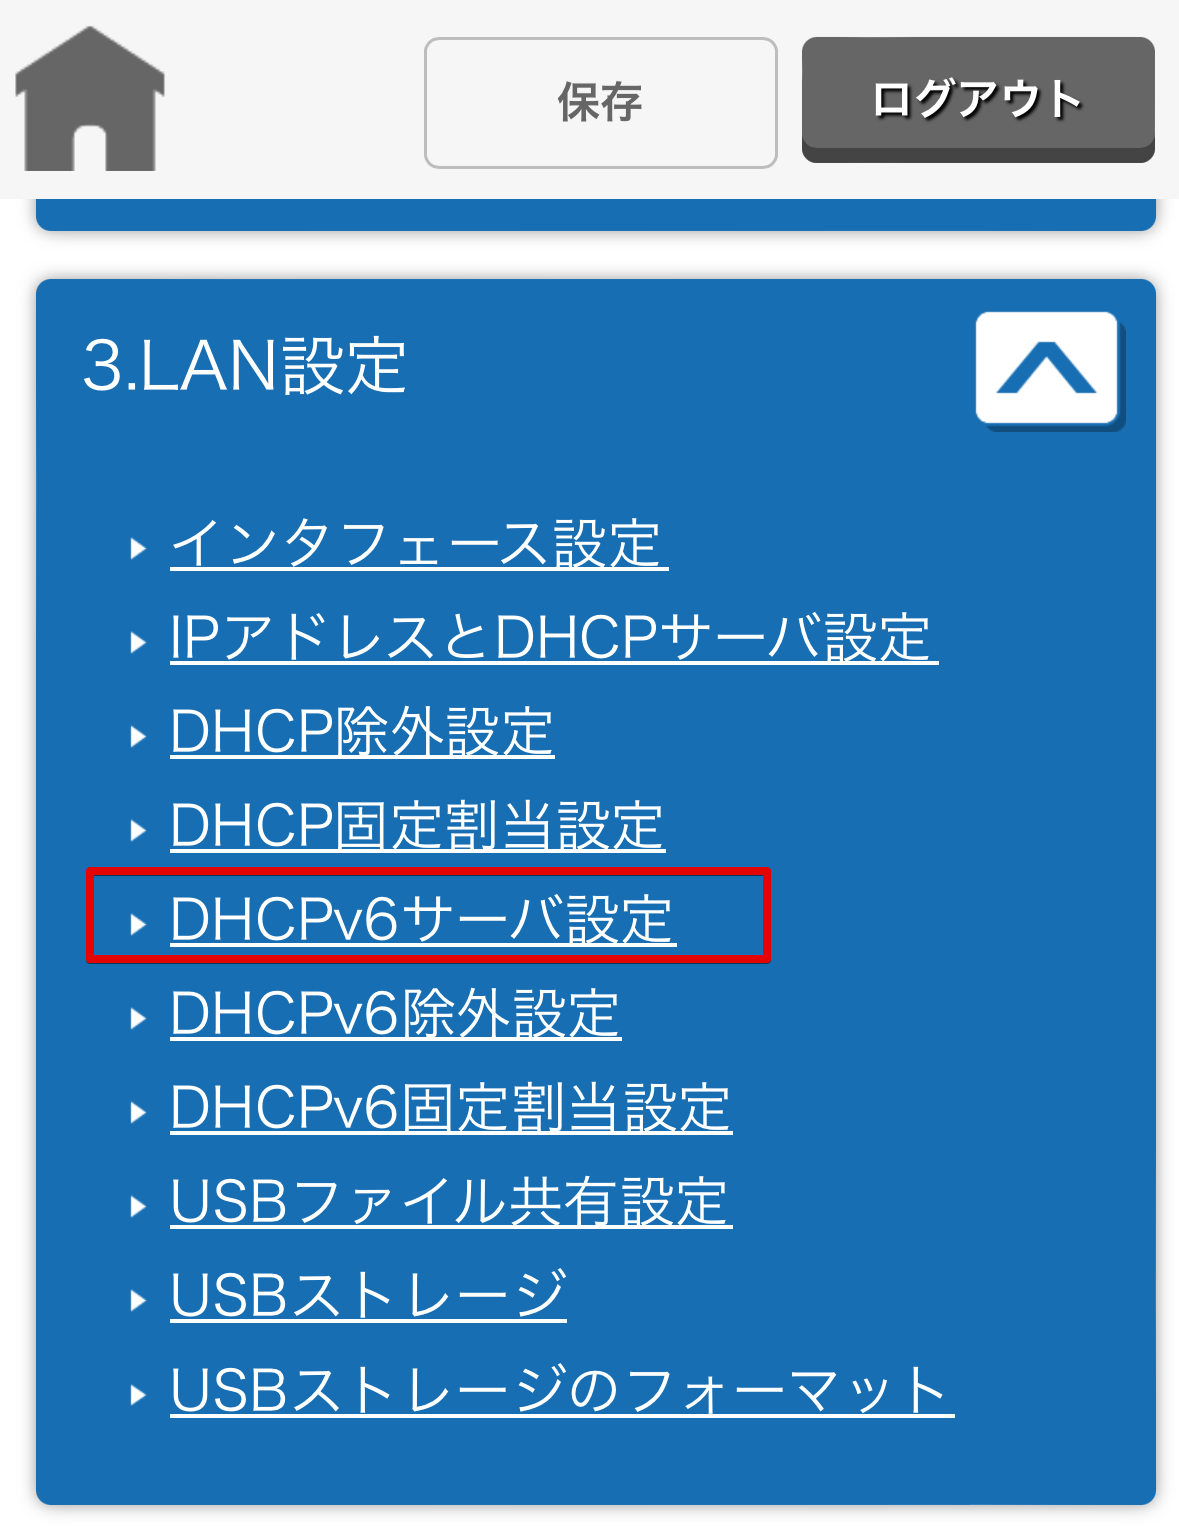 保存
ログアウト
3.LAN設定
インタフェース設定
IPアドレスとDHCPサーバ設定
DHCP除外設定
DHCP固定割当設定
DHCPv6サーバ設定
DHCPv6除外設定
DHCPv6固定割当設定
USBファイル共有設定
USBストレージ
USBストレージのフォーマット